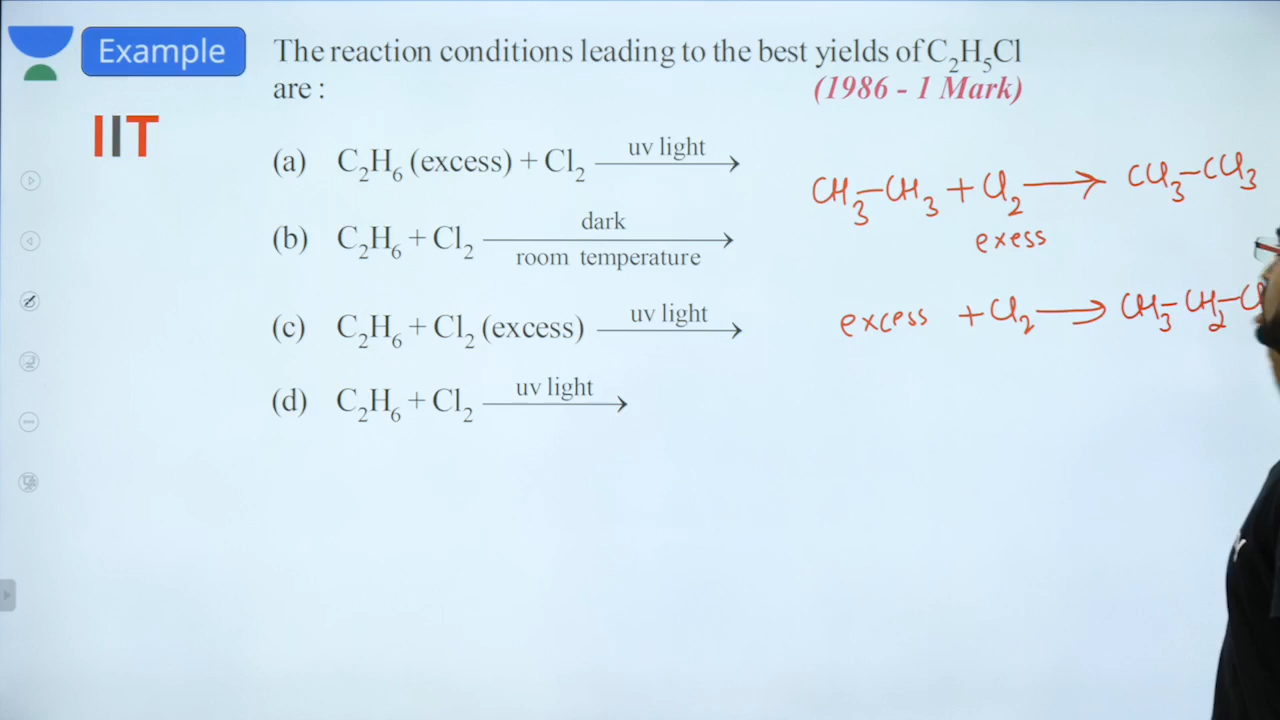 Example
The reaction conditions leading to the best yields of C₂H₅Cl
are :
(1986 - 1 Mark)
IIT
(a) C₂H₆ (excess) + Cl₂ uv light ⟶
(b) C₂H₆ + Cl₂ dark ⟶
room temperature
(c) C₂H₆ + Cl₂ (excess) uv light ⟶
(d) C₂H₆ + Cl₂ uv light ⟶
CH₃–CH₃ + Cl₂ ⟶ CCl₃–CCl₃
exess
excess + Cl₂ ⟶ CH₃–CH₂–Cl